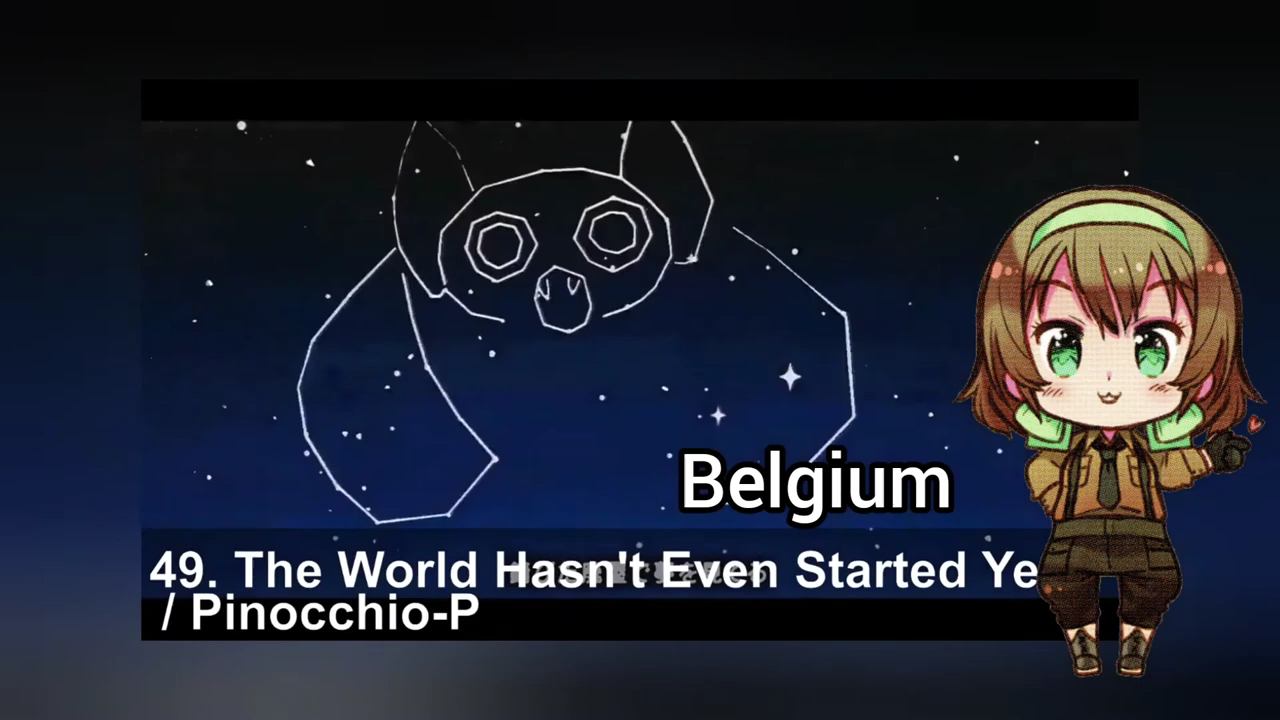 Belgium
49. The World Hasn't Even Started Ye
/ Pinocchio-P